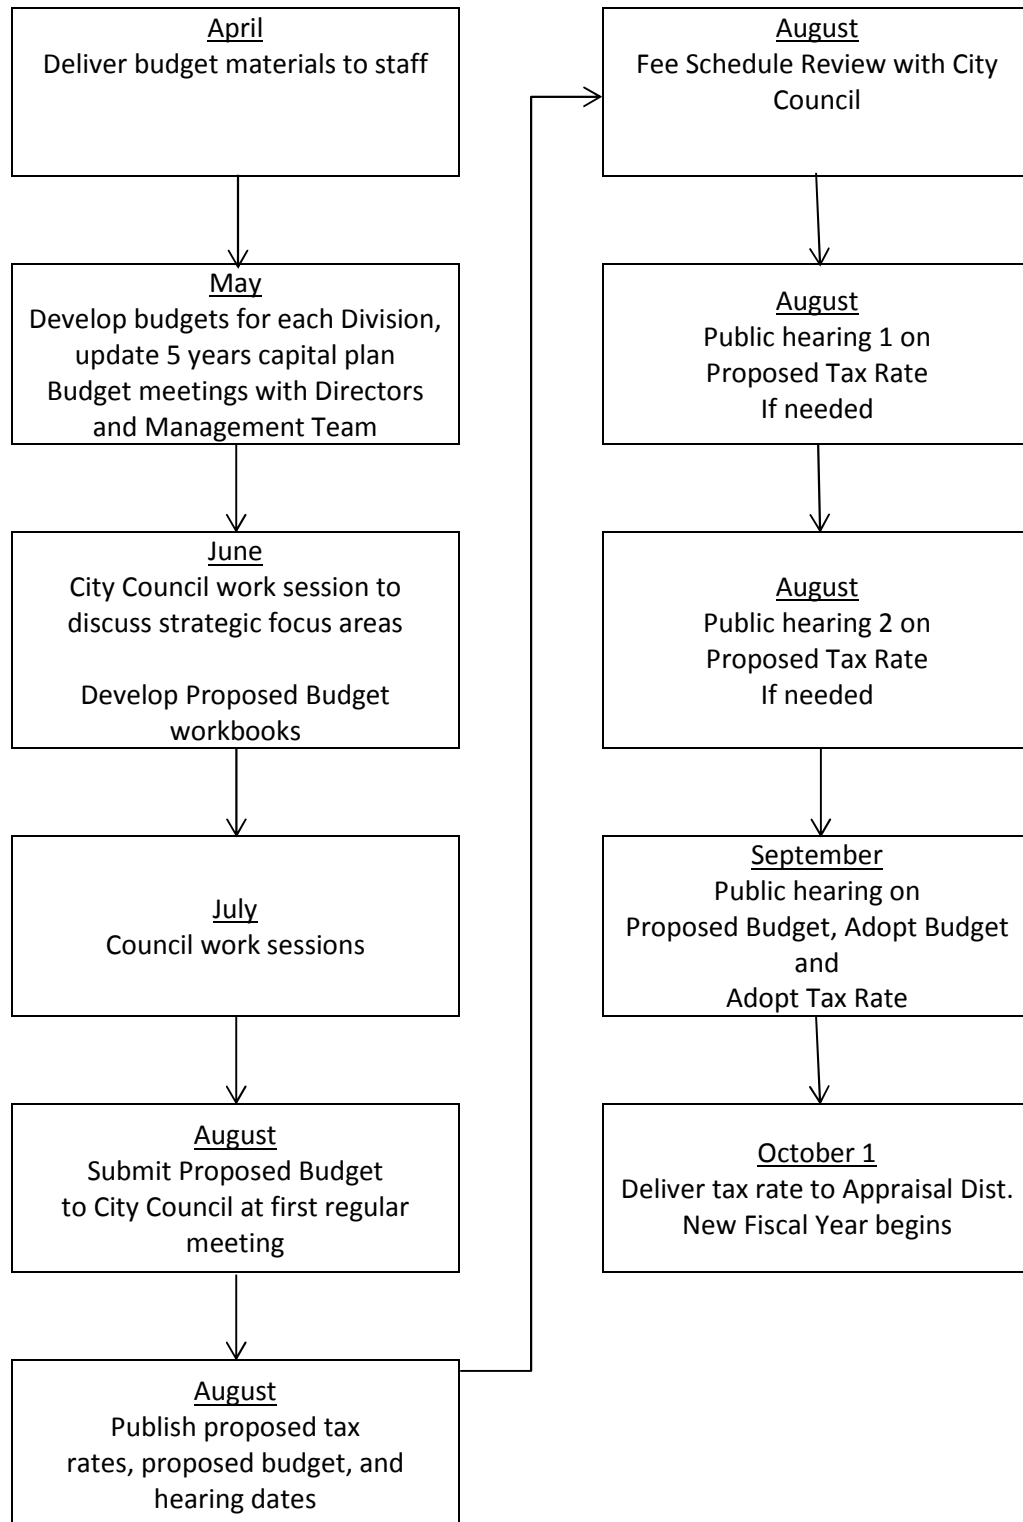 April
Deliver budget materials to staff
May
Develop budgets for each Division,
update 5 years capital plan
Budget meetings with Directors
and Management Team
June
City Council work session to
discuss strategic focus areas
Develop Proposed Budget
workbooks
July
Council work sessions
August
Submit Proposed Budget
to City Council at first regular
meeting
August
Publish proposed tax
rates, proposed budget, and
hearing dates
August
Fee Schedule Review with City
Council
August
Public hearing 1 on
Proposed Tax Rate
If needed
August
Public hearing 2 on
Proposed Tax Rate
If needed
September
Public hearing on
Proposed Budget, Adopt Budget
and
Adopt Tax Rate
October 1
Deliver tax rate to Appraisal Dist.
New Fiscal Year begins